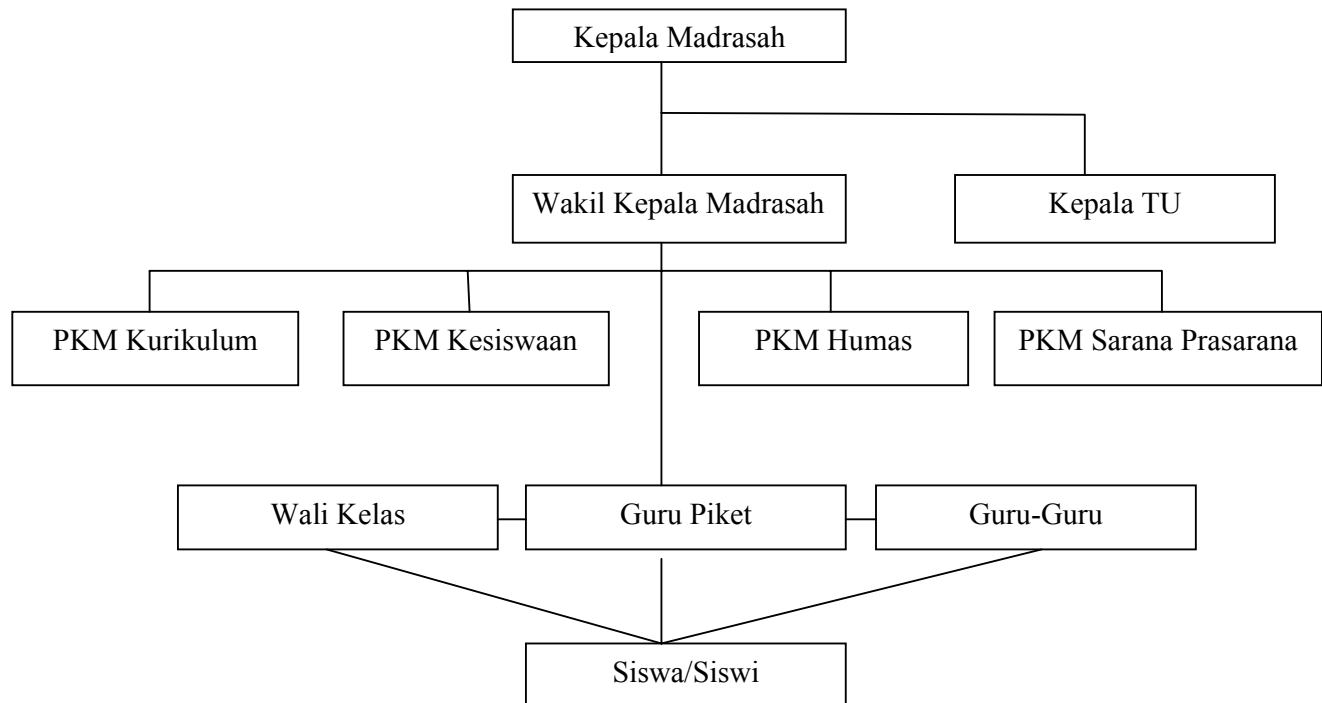 Kepala Madrasah
Wakil Kepala Madrasah
Kepala TU
PKM Kurikulum
PKM Kesiswaan
PKM Humas
PKM Sarana Prasarana
Wali Kelas
Guru Piket
Guru-Guru
Siswa/Siswi